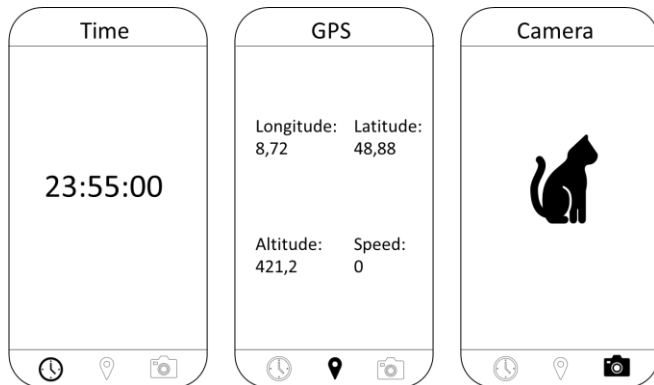 Time
23:55:00
GPS
Longitude: Latitude:
8,72 48,88
Altitude: Speed:
421,2 0
Camera